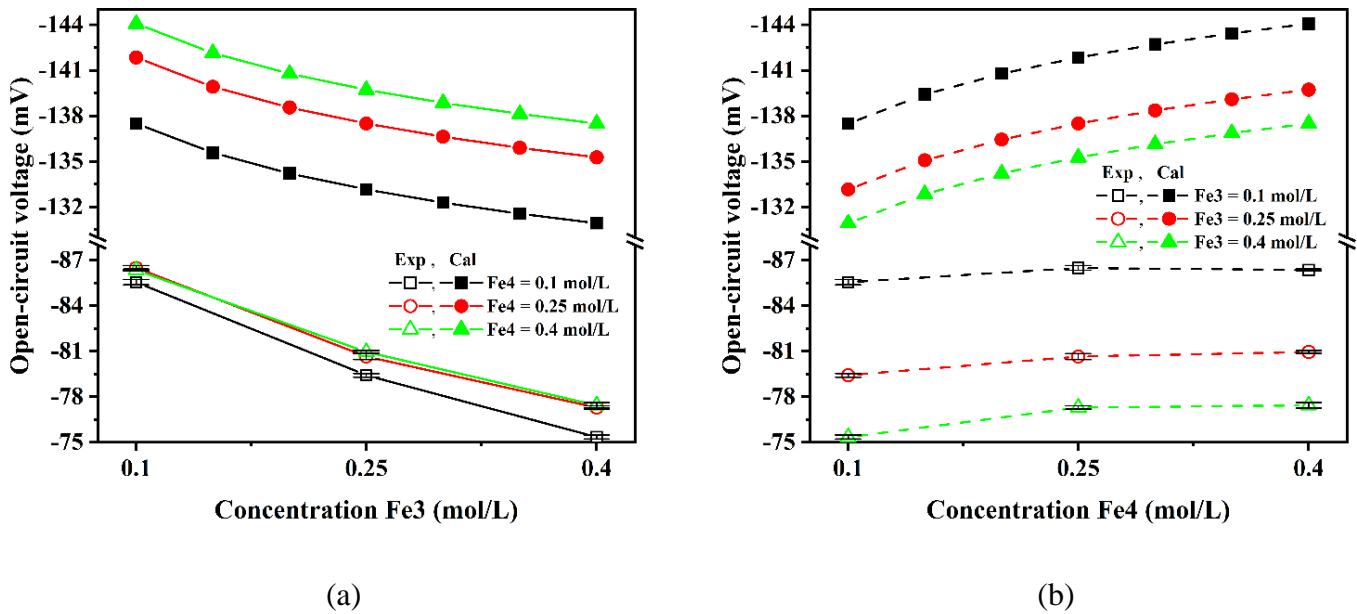 Open-circuit voltage (mV)
-144
-141
-138
-135
-132
-87
-84
-81
-78
-75
Exp , Cal
, Fe4 = 0.1 mol/L
, Fe4 = 0.25 mol/L
, Fe4 = 0.4 mol/L
0.1 0.25 0.4
Concentration Fe3 (mol/L)
(a)
Open-circuit voltage (mV)
-144
-141
-138
-135
-132
-87
-84
-81
-78
-75
Exp , Cal
, Fe3 = 0.1 mol/L
, Fe3 = 0.25 mol/L
, Fe3 = 0.4 mol/L
0.1 0.25 0.4
Concentration Fe4 (mol/L)
(b)